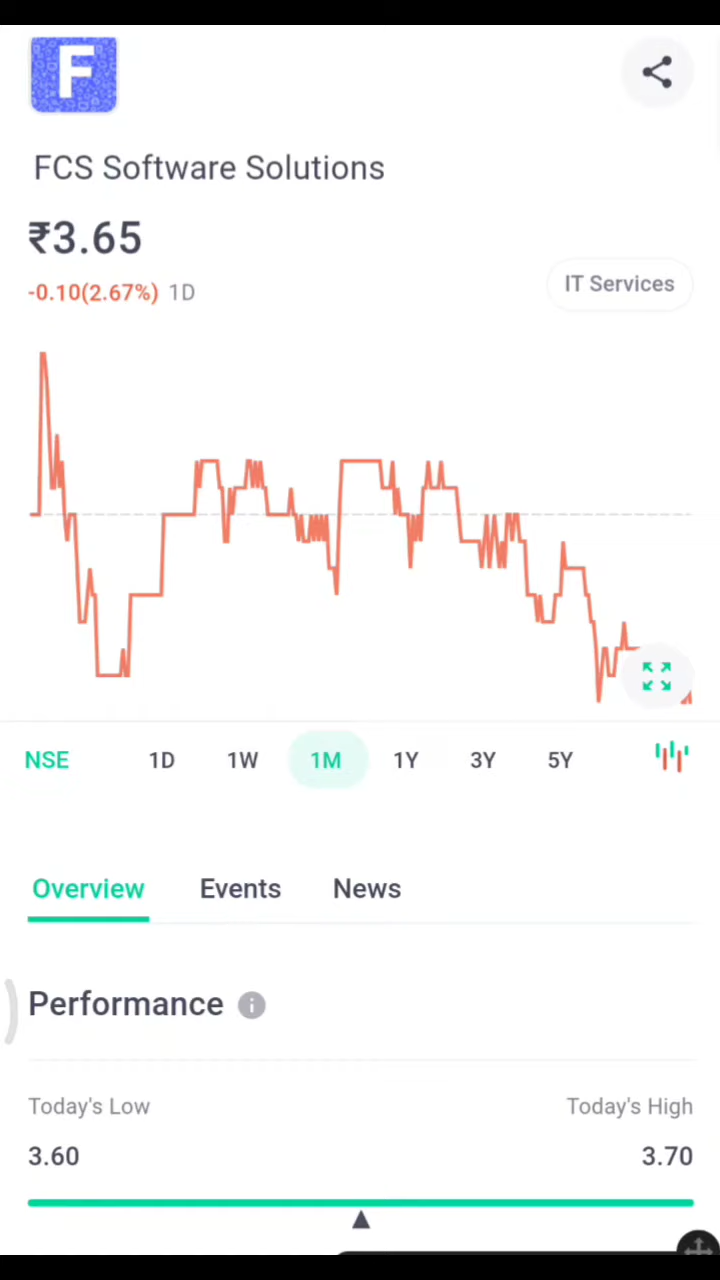 F
FCS Software Solutions
₹3.65
-0.10(2.67%) 1D
IT Services
NSE 1D 1W 1M 1Y 3Y 5Y
Overview Events News
Performance
Today's Low Today's High
3.60 3.70